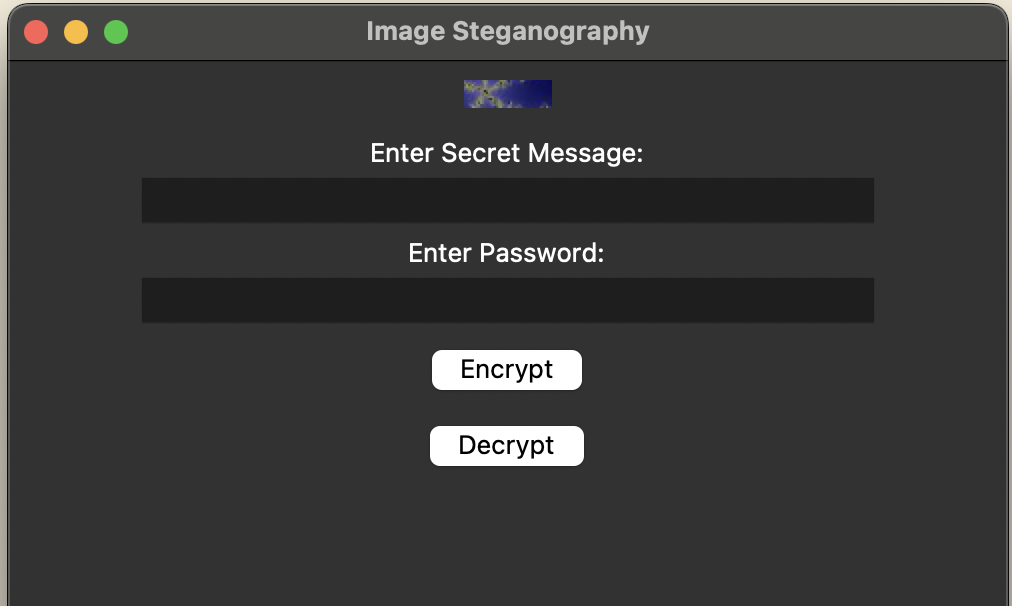 Image Steganography
Enter Secret Message:
Enter Password:
Encrypt
Decrypt